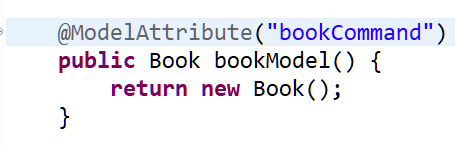 @ModelAttribute("bookCommand")
public Book bookModel() {
    return new Book();
}